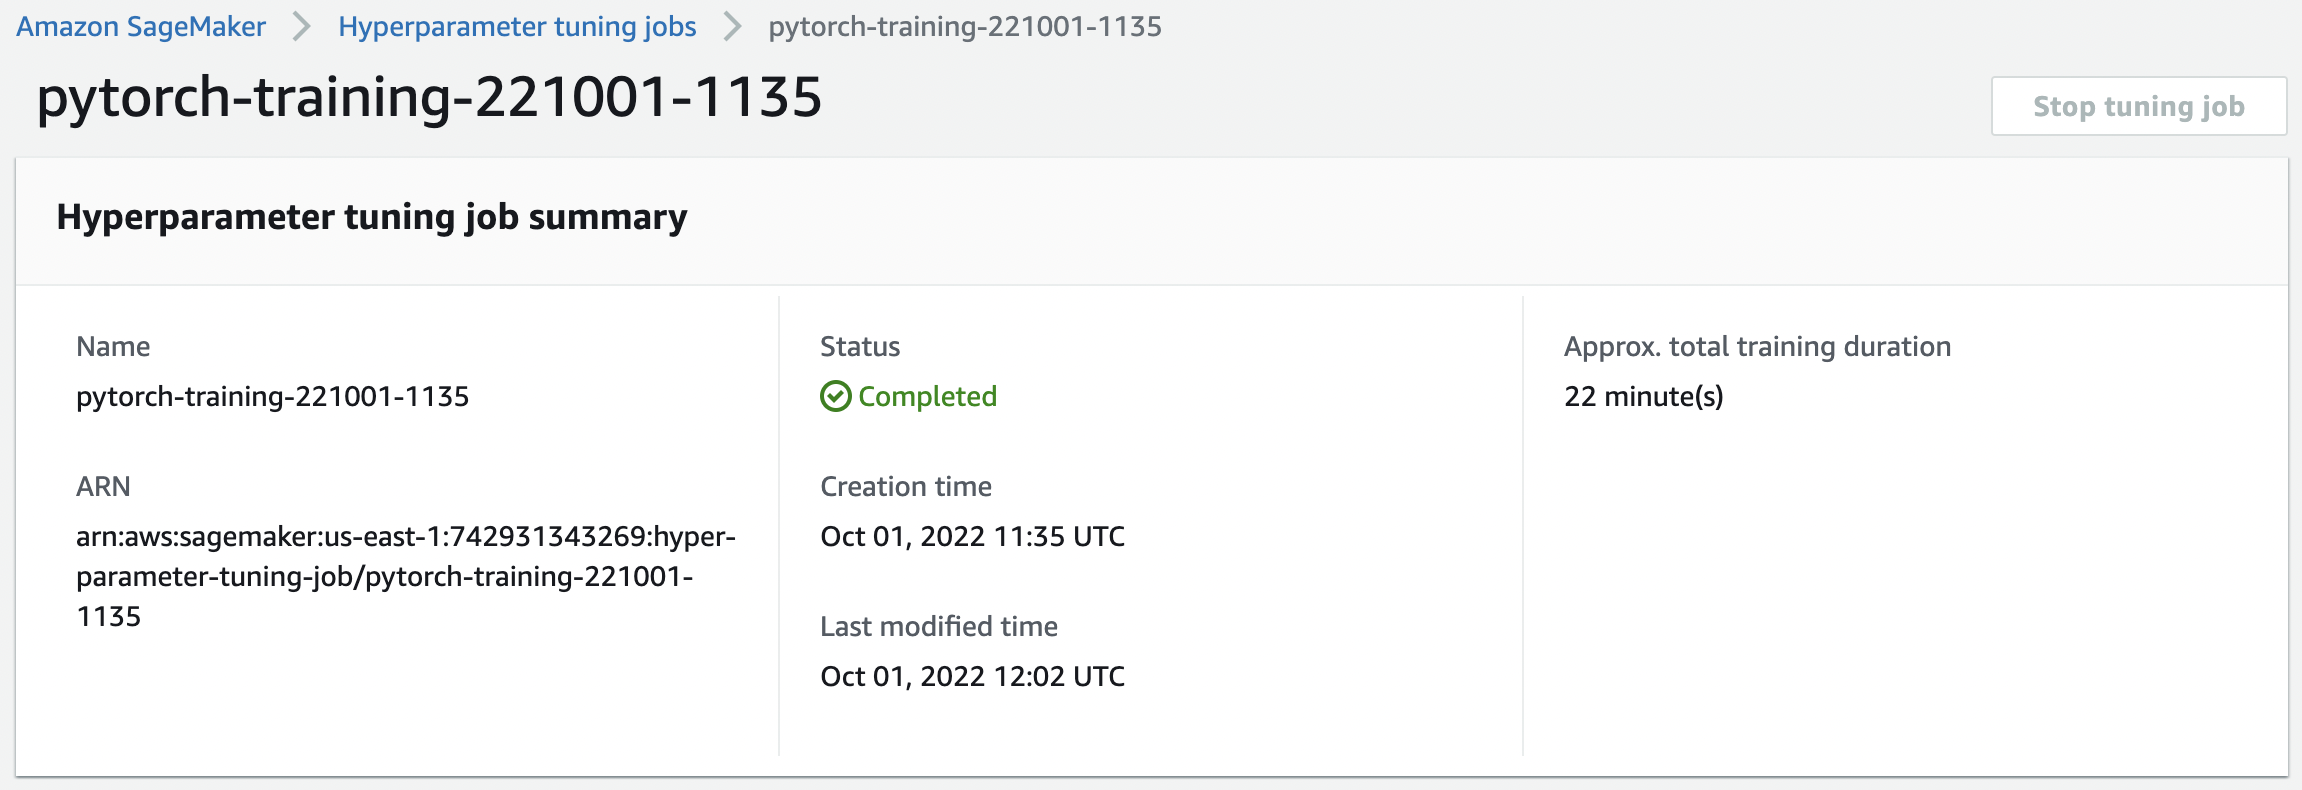 Amazon SageMaker > Hyperparameter tuning jobs > pytorch-training-221001-1135
pytorch-training-221001-1135
Stop tuning job
Hyperparameter tuning job summary
Name
pytorch-training-221001-1135
ARN
arn:aws:sagemaker:us-east-1:742931343269:hyper-
parameter-tuning-job/pytorch-training-221001-
1135
Status
Completed
Creation time
Oct 01, 2022 11:35 UTC
Last modified time
Oct 01, 2022 12:02 UTC
Approx. total training duration
22 minute(s)